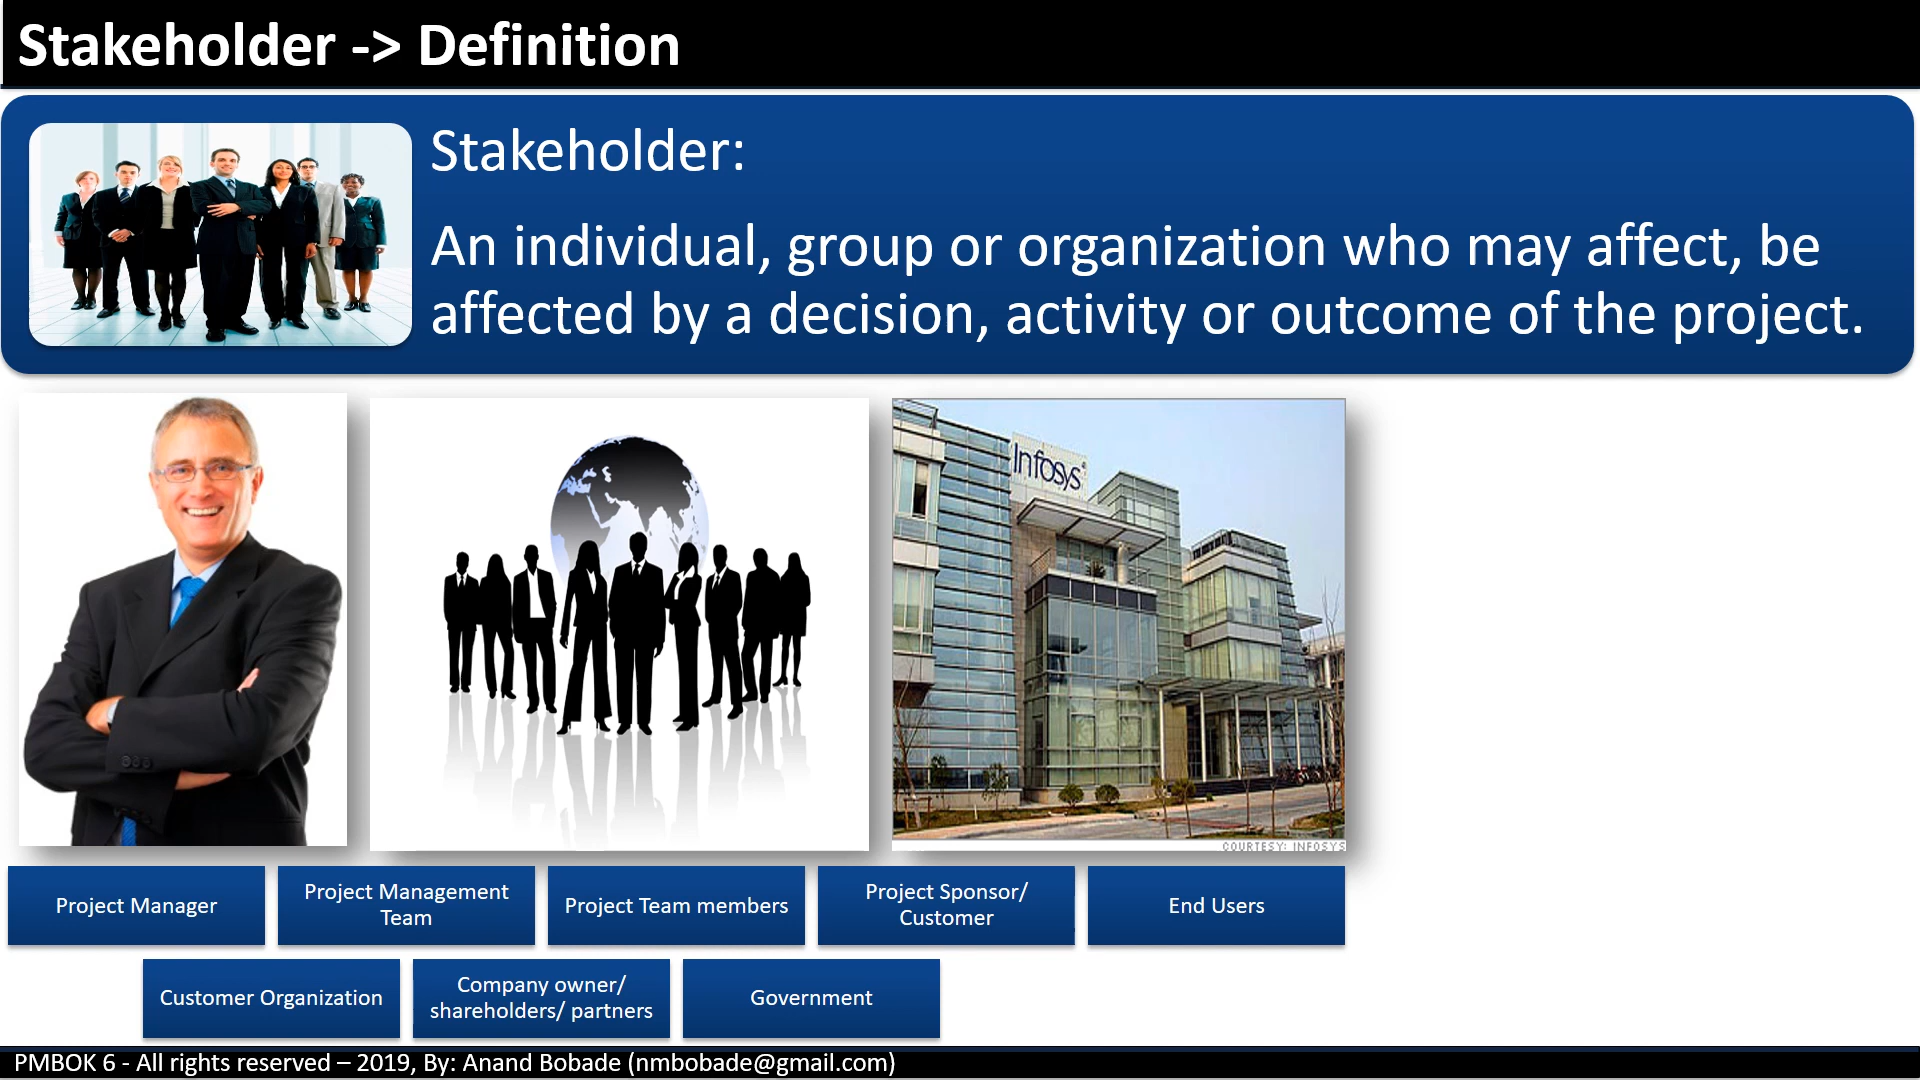 Stakeholder -> Definition
Stakeholder:
An individual, group or organization who may affect, be
affected by a decision, activity or outcome of the project.
Infosys
COURTESY: INFOSYS
Project Manager
Project Management
Team
Project Team members
Project Sponsor/
Customer
End Users
Customer Organization
Company owner/
shareholders/ partners
Government
PMBOK 6 - All rights reserved – 2019, By: Anand Bobade (nmbobade@gmail.com)